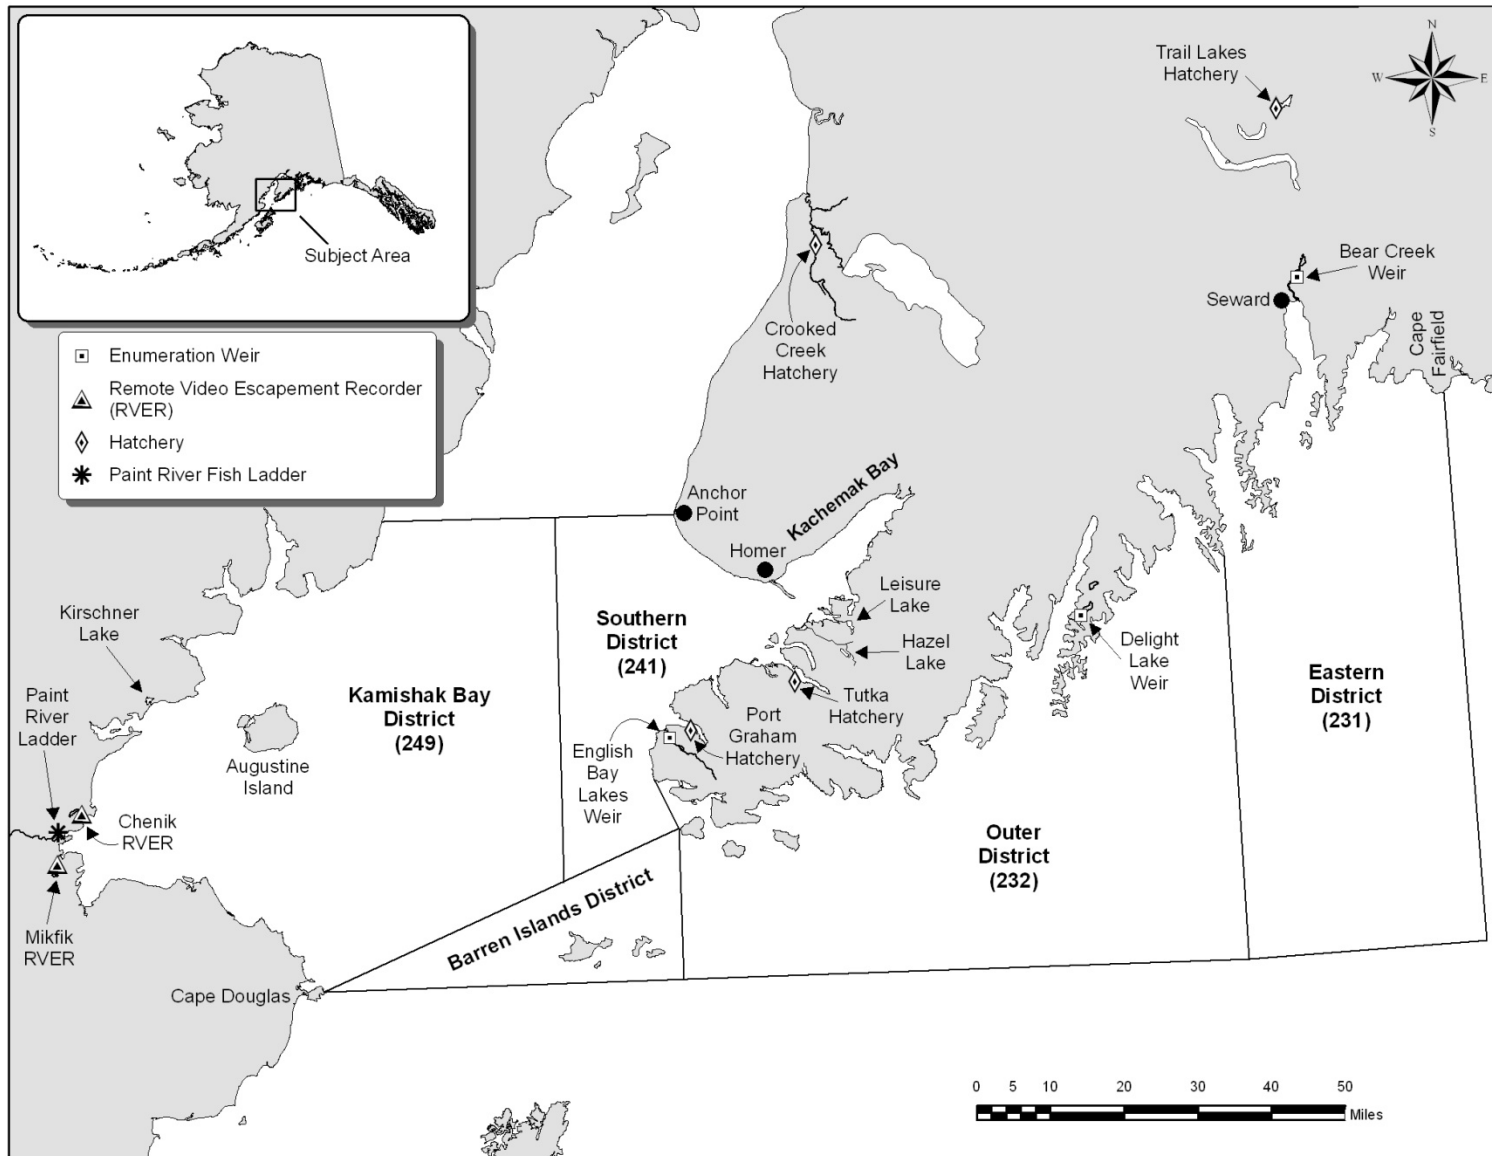 Subject Area
Enumeration Weir
Remote Video Escapement Recorder
(RVER)
Hatchery
Paint River Fish Ladder
N
W
E
S
Trail Lakes
Hatchery
Bear Creek
Weir
Seward
Cape
Fairfield
Crooked
Creek
Hatchery
Anchor
Point
Kachemak Bay
Homer
Leisure
Lake
Hazel
Lake
Tutka
Hatchery
Port
Graham
Hatchery
English
Bay
Lakes
Weir
Delight
Lake
Weir
Southern
District
(241)
Kamishak Bay
District
(249)
Eastern
District
(231)
Outer
District
(232)
Barren Islands District
Kirschner
Lake
Paint
River
Ladder
Augustine
Island
Chenik
RVER
Mikfik
RVER
Cape Douglas
0 5 10 20 30 40 50
Miles